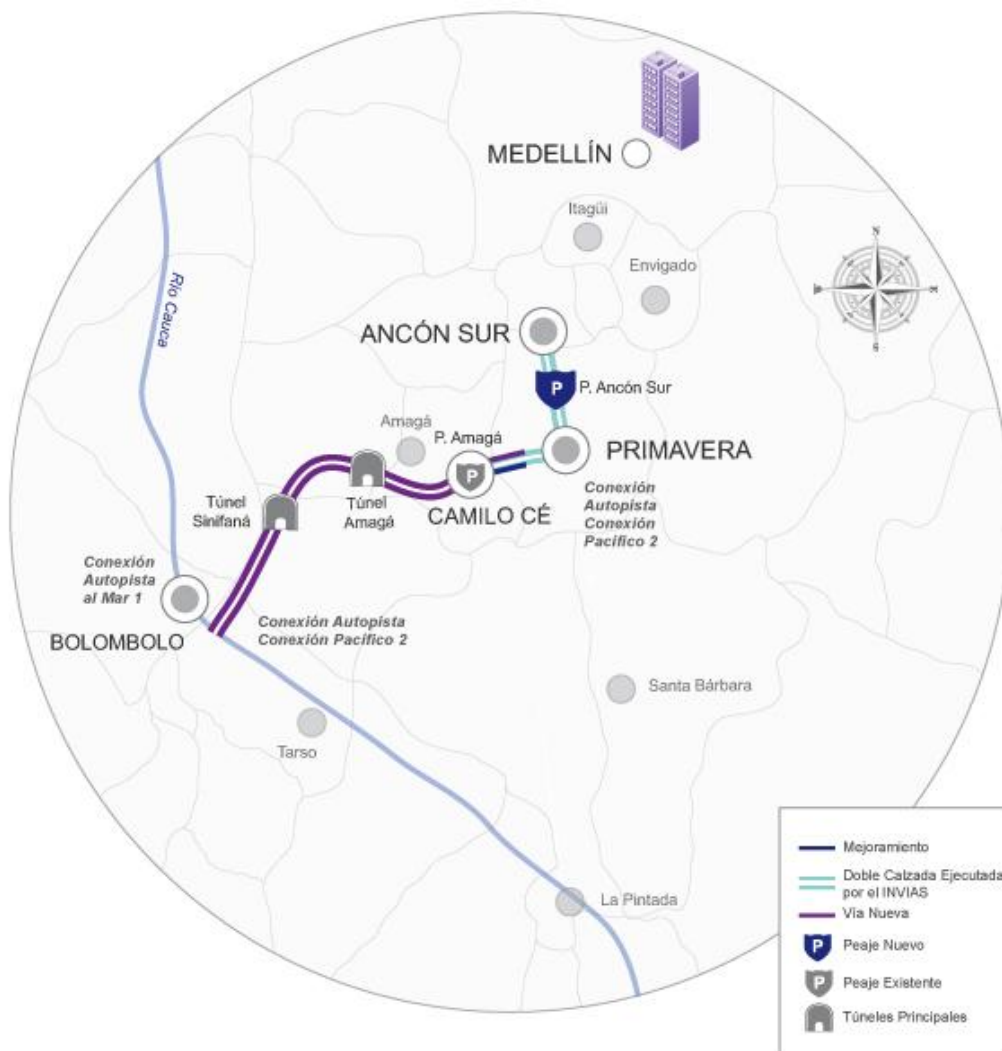 MEDELLÍN
Itagüi
Envigado
Río Cauca
ANCÓN SUR
P
P. Ancón Sur
Amagá
P. Amagá
P
PRIMAVERA
Túnel
Sinifaná
Túnel
Amagá
CAMILO CÉ
Conexión
Autopista
Conexión
Pacífico 2
Conexión
Autopista
al Mar 1
BOLOMBOLO
Conexión Autopista
Conexión Pacífico 2
Santa Bárbara
Tarso
La Pintada
Mejoramiento
Doble Calzada Ejecutada
por el INVIAS
Vía Nueva
P
Peaje Nuevo
P
Peaje Existente
Túneles Principales